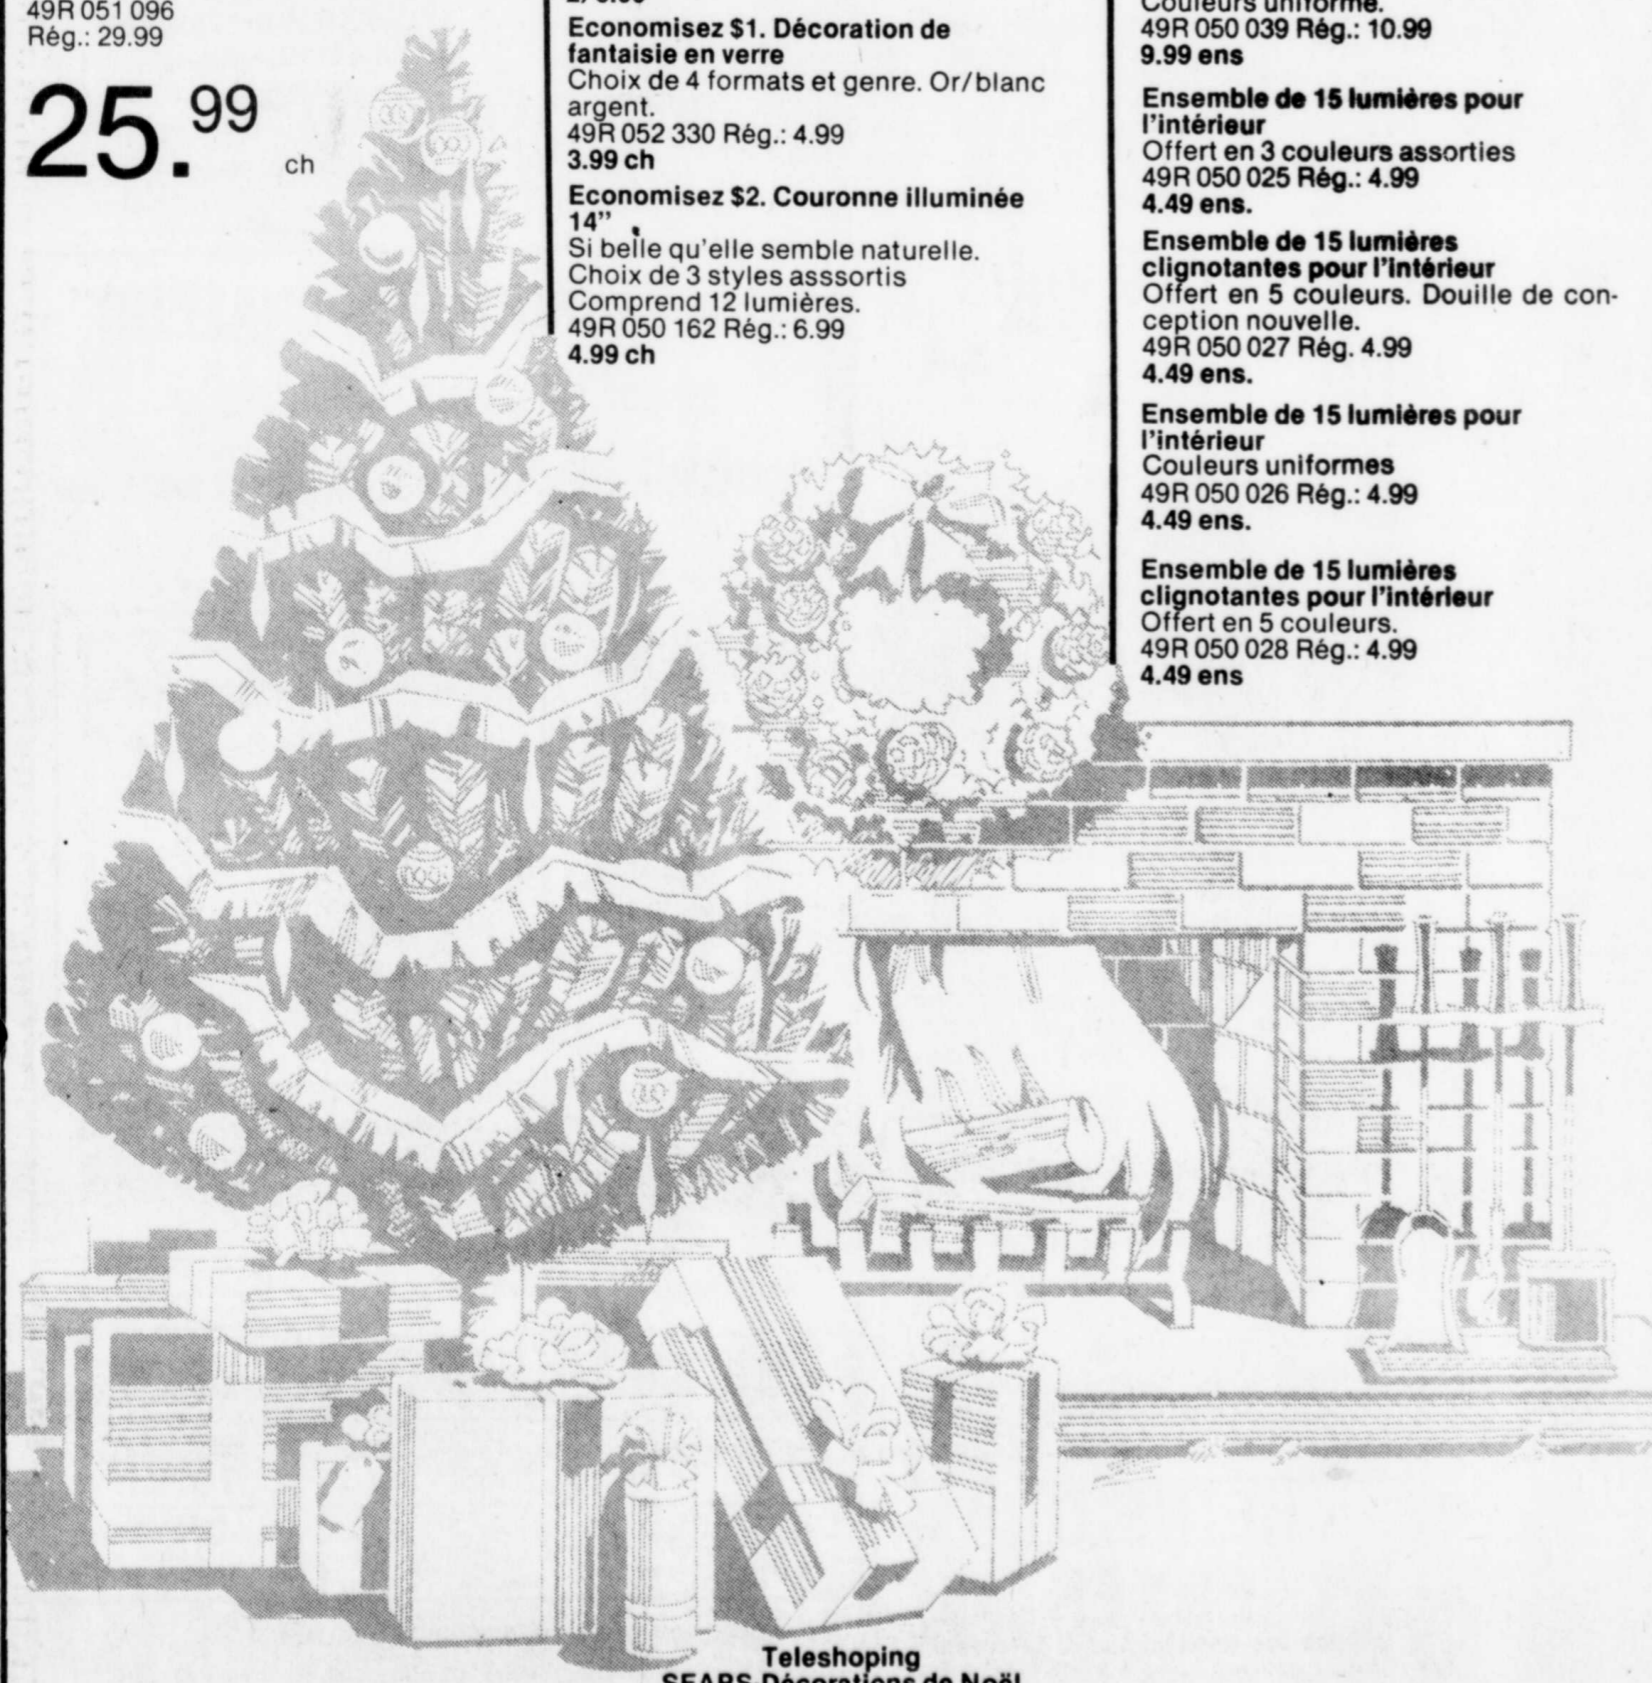 49R 051 096
Rég.: 29.99
25.99
ch
Economisez $1. Décoration de
fantaisie en verre
Choix de 4 formats et genre. Or/blanc
argent.
49R 052 330 Rég.: 4.99
3.99 ch
Economisez $2. Couronne illuminée
14”
Si belle qu'elle semble naturelle.
Choix de 3 styles asssortis
Comprend 12 lumières.
49R 050 162 Rég.: 6.99
4.99 ch
Couleurs uniforme.
49R 050 039 Rég.: 10.99
9.99 ens
Ensemble de 15 lumières pour
l'intérieur
Offert en 3 couleurs assorties
49R 050 025 Rég.: 4.99
4.49 ens.
Ensemble de 15 lumières
clignotantes pour l'intérieur
Offert en 5 couleurs. Douille de con-
ception nouvelle.
49R 050 027 Rég. 4.99
4.49 ens.
Ensemble de 15 lumières pour
l'intérieur
Couleurs uniformes
49R 050 026 Rég.: 4.99
4.49 ens.
Ensemble de 15 lumières
clignotantes pour l'intérieur
Offert en 5 couleurs.
49R 050 028 Rég.: 4.99
4.49 ens
Teleshoping
SEARS-Décorations de Noël